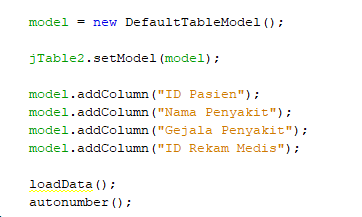 model = new DefaultTableModel();
jTable2.setModel(model);
model.addColumn("ID Pasien");
model.addColumn("Nama Penyakit");
model.addColumn("Gejala Penyakit");
model.addColumn("ID Rekam Medis");
loadData();
autonumber();